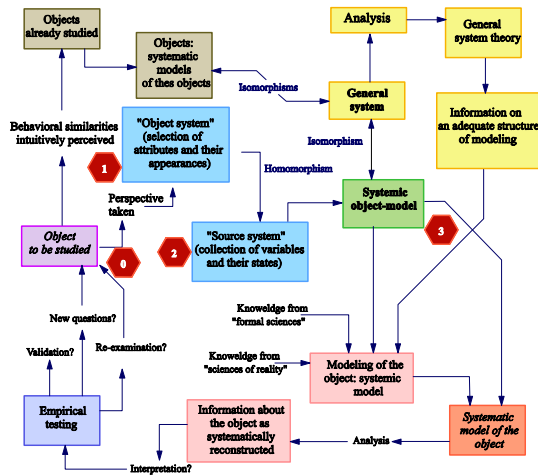 Objects
already studied
Objects:
systematic
models
of thes objects
Analysis
General
system theory
Isomorphisms
General
system
Information on
an adequate structure
of modeling
Behavioral similarities
intuitively perceived
"Object system"
(selection of
attributes and their
appearances)
1
Isomorphism
Homomorphism
Perspective
taken
Systemic
object-model
3
Object
to be studied
0
2
"Source system"
(collection of variables
and their states)
New questions?
Validation?
Re-examination?
Knoweldge from
"formal sciences"
Knoweldge from
"sciences of reality"
Modeling of the
object: systemic
model
Empirical
testing
Information about
the object as
systematically
reconstructed
Analysis
Systematic
model of the
object
Interpretation?